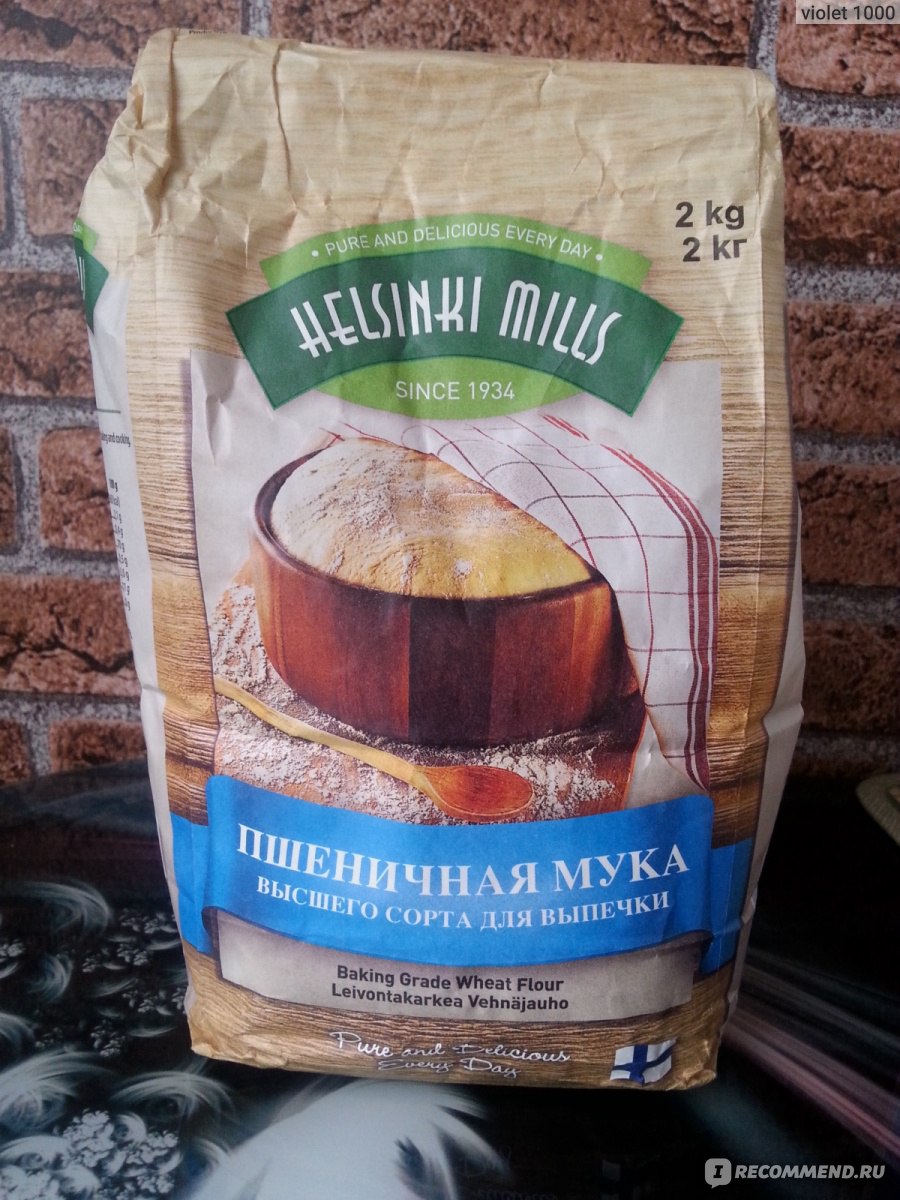 violet 1000
2 kg
2 кг
• PURE AND DELICIOUS EVERY DAY •
HELSINKI MILLS
SINCE 1934
ПШЕНИЧНАЯ МУКА
ВЫСШЕГО СОРТА ДЛЯ ВЫПЕЧКИ
Baking Grade Wheat Flour
Leivontakarkea Vehnäjauho
Pure and Delicious
Every Day
IRECOMMEND.RU